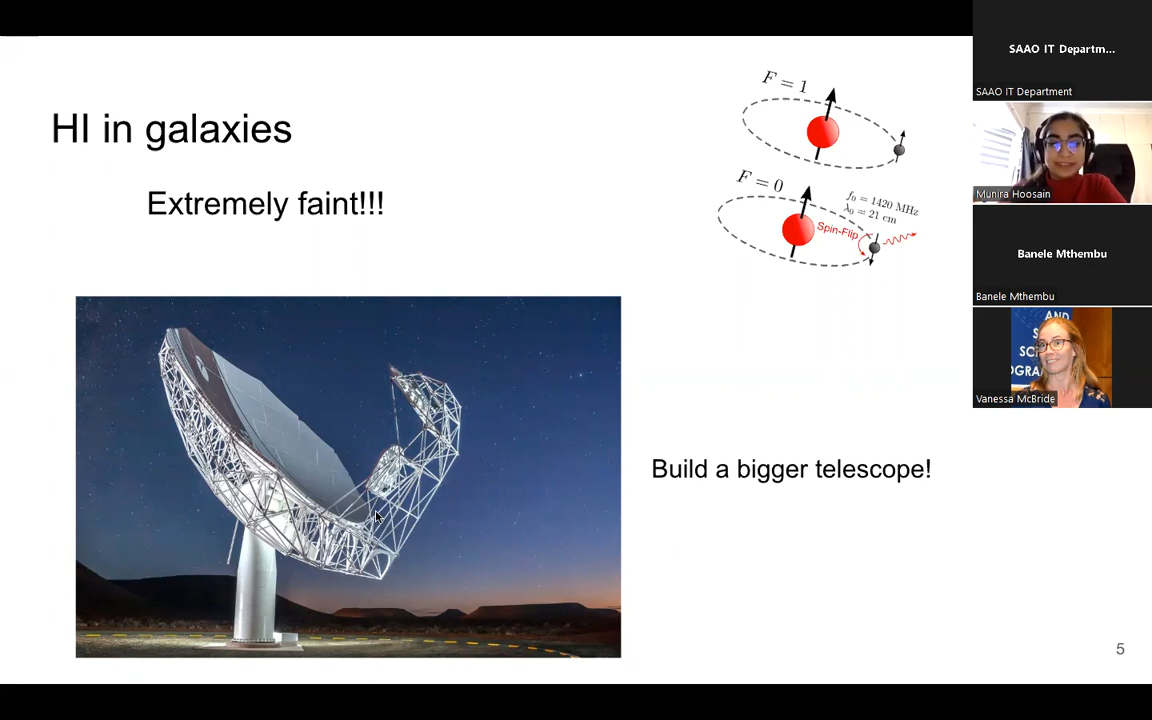 HI in galaxies
Extremely faint!!!
F = 1
F = 0
f₀ = 1420 MHz
λ₀ = 21 cm
Spin-Flip
Build a bigger telescope!
5
SAAO IT Departm...
SAAO IT Department
Munira Hoosain
Banele Mthembu
Banele Mthembu
AND
Vanessa McBride